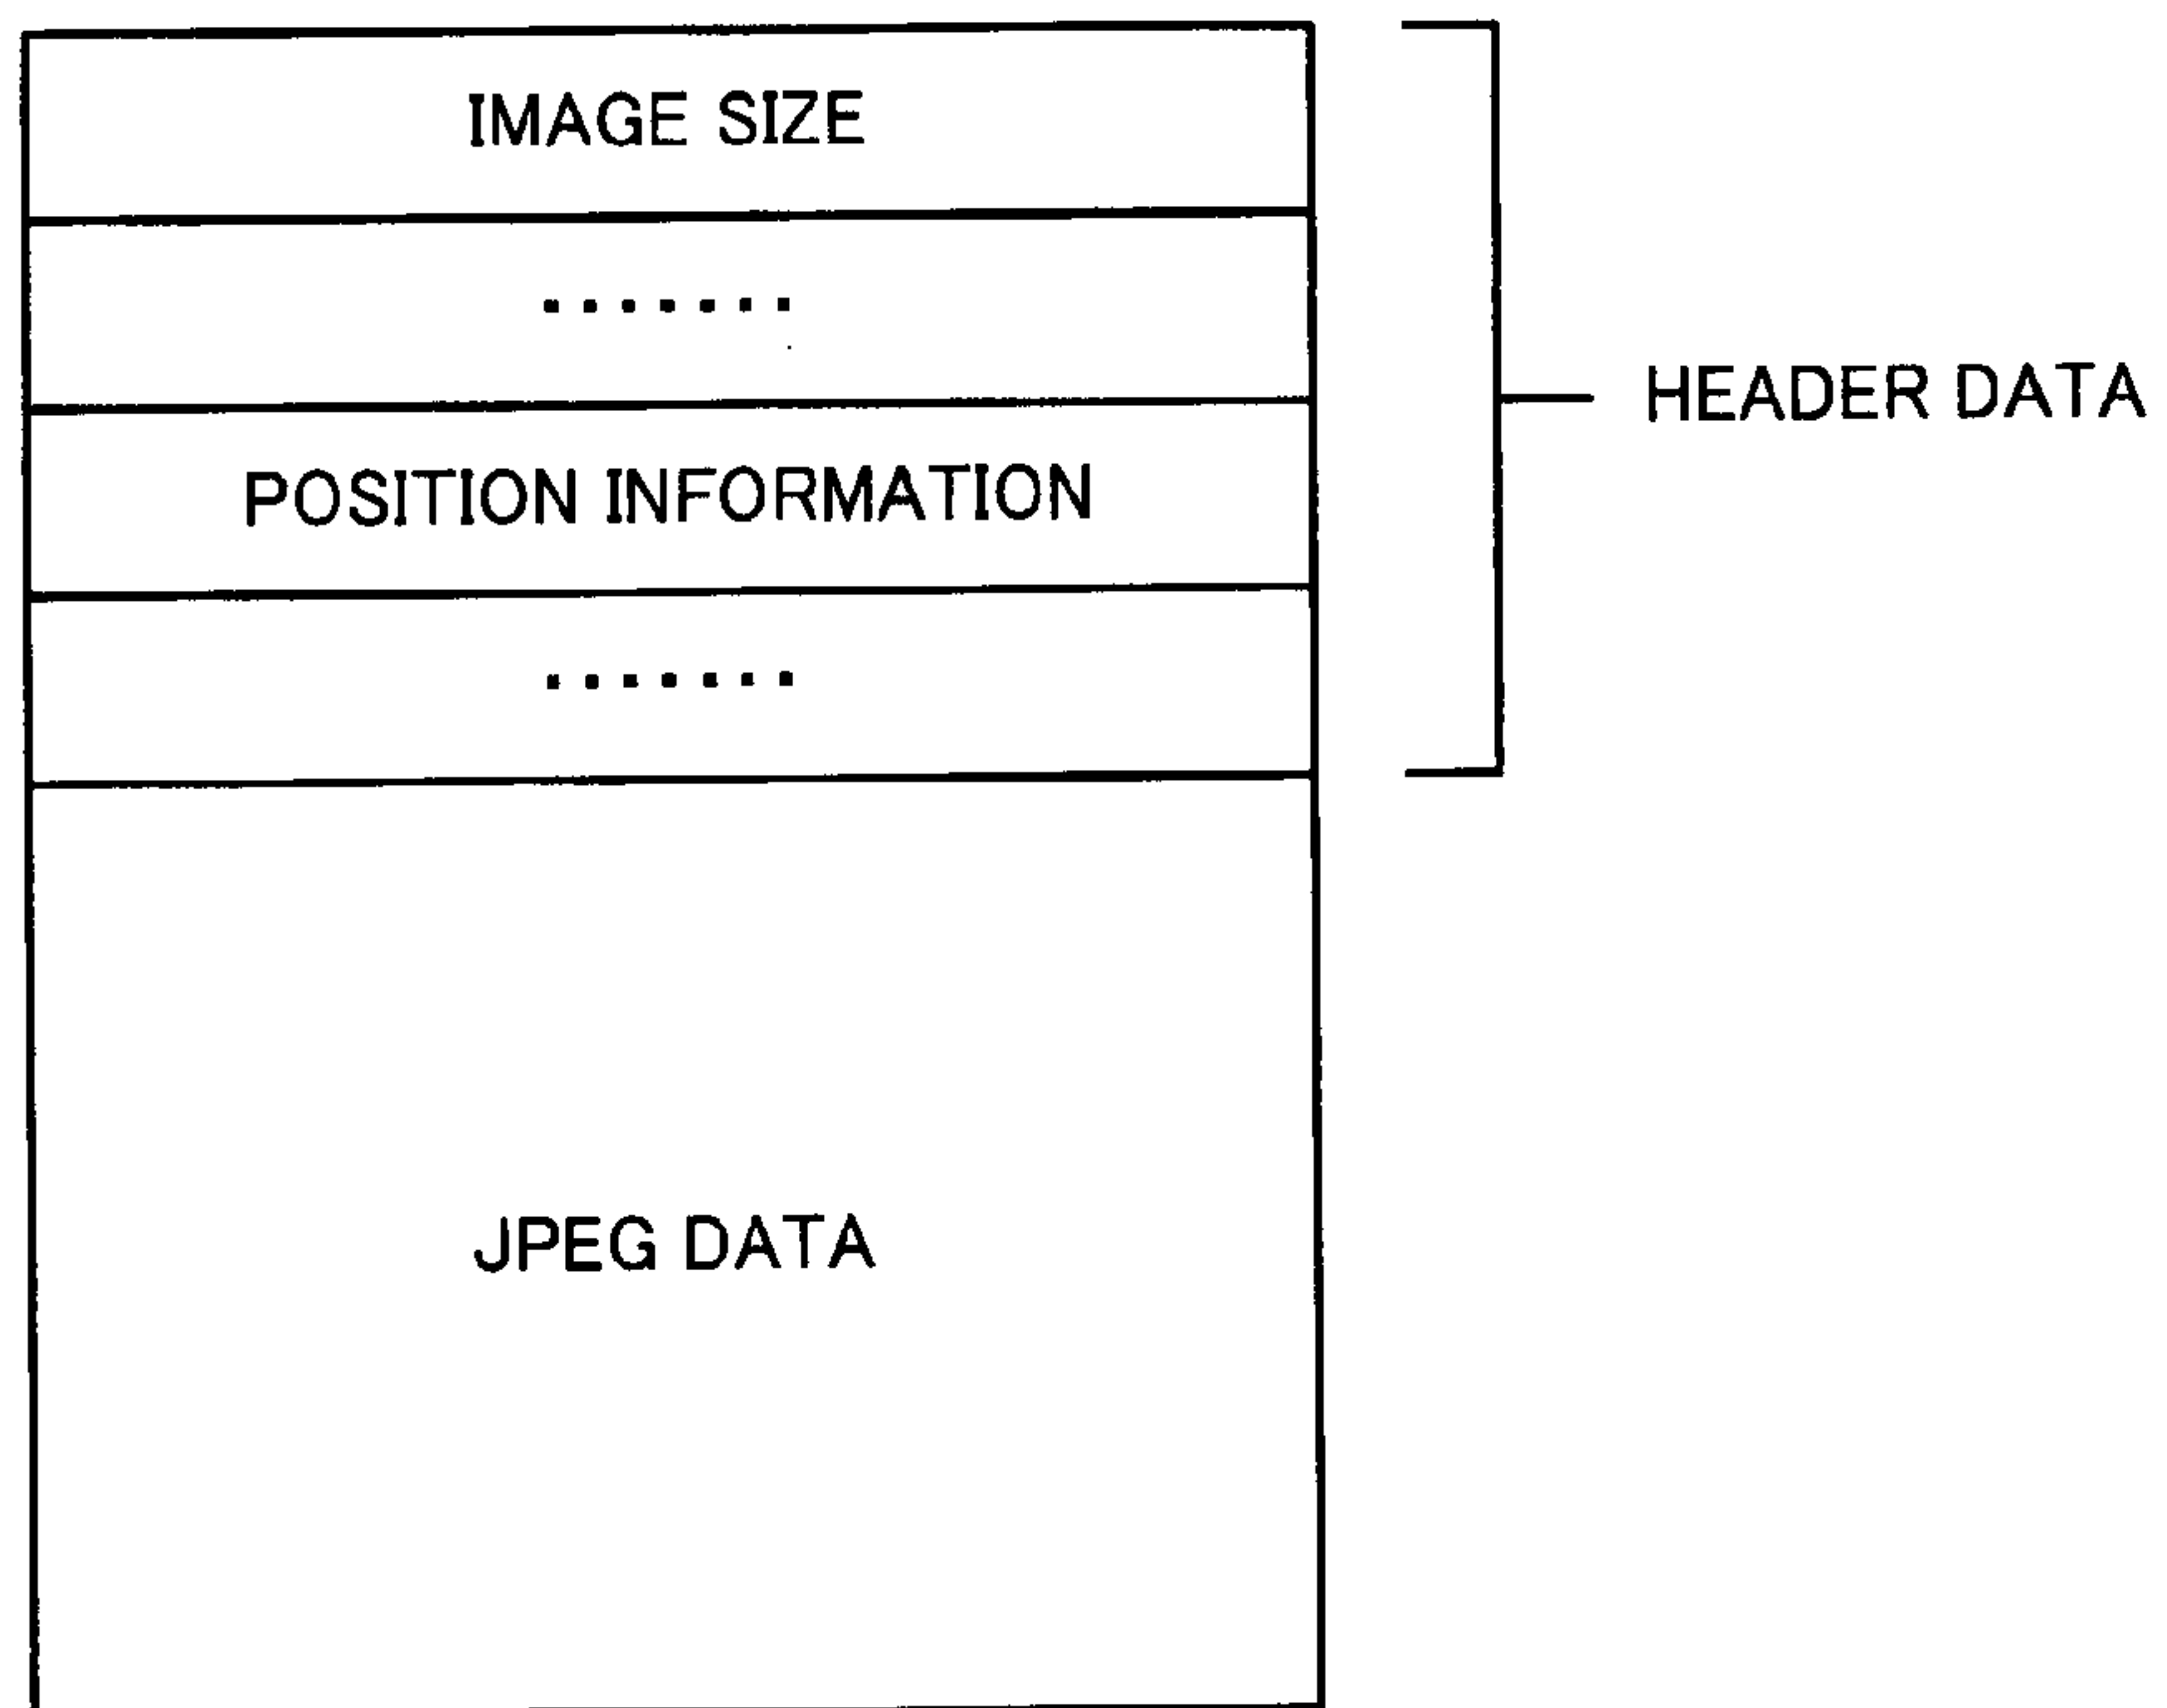 IMAGE SIZE
.......
HEADER DATA
POSITION INFORMATION
.......
JPEG DATA